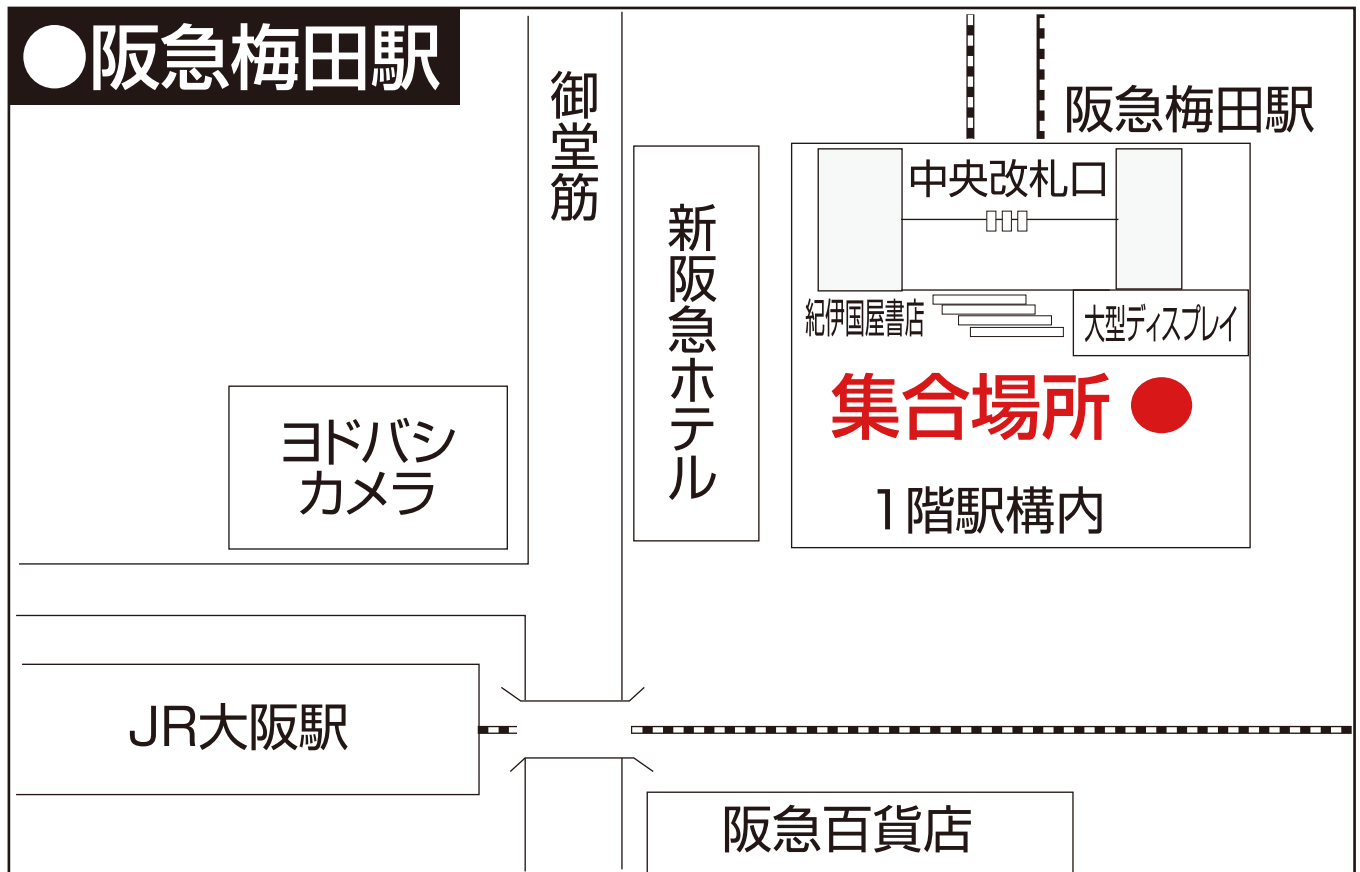 ●阪急梅田駅
御堂筋
阪急梅田駅
中央改札口
新阪急ホテル
紀伊国屋書店
大型ディスプレイ
集合場所●
1階駅構内
ヨドバシ
カメラ
JR大阪駅
阪急百貨店